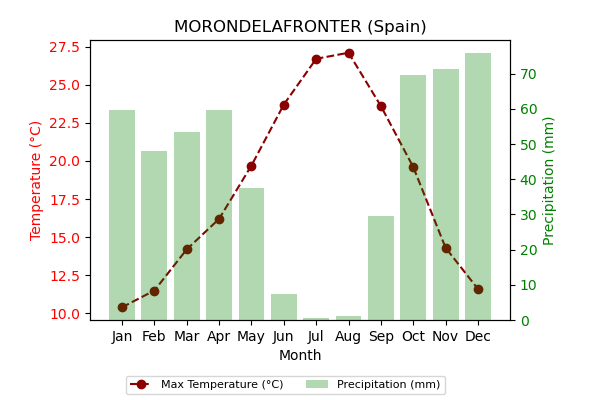 MORONDELAFRONTER (Spain)
27.5
25.0
22.5
20.0
17.5
15.0
12.5
10.0
Temperature (°C)
70
60
50
40
30
20
10
0
Precipitation (mm)
Jan Feb Mar Apr May Jun Jul Aug Sep Oct Nov Dec
Month
Max Temperature (°C) Precipitation (mm)